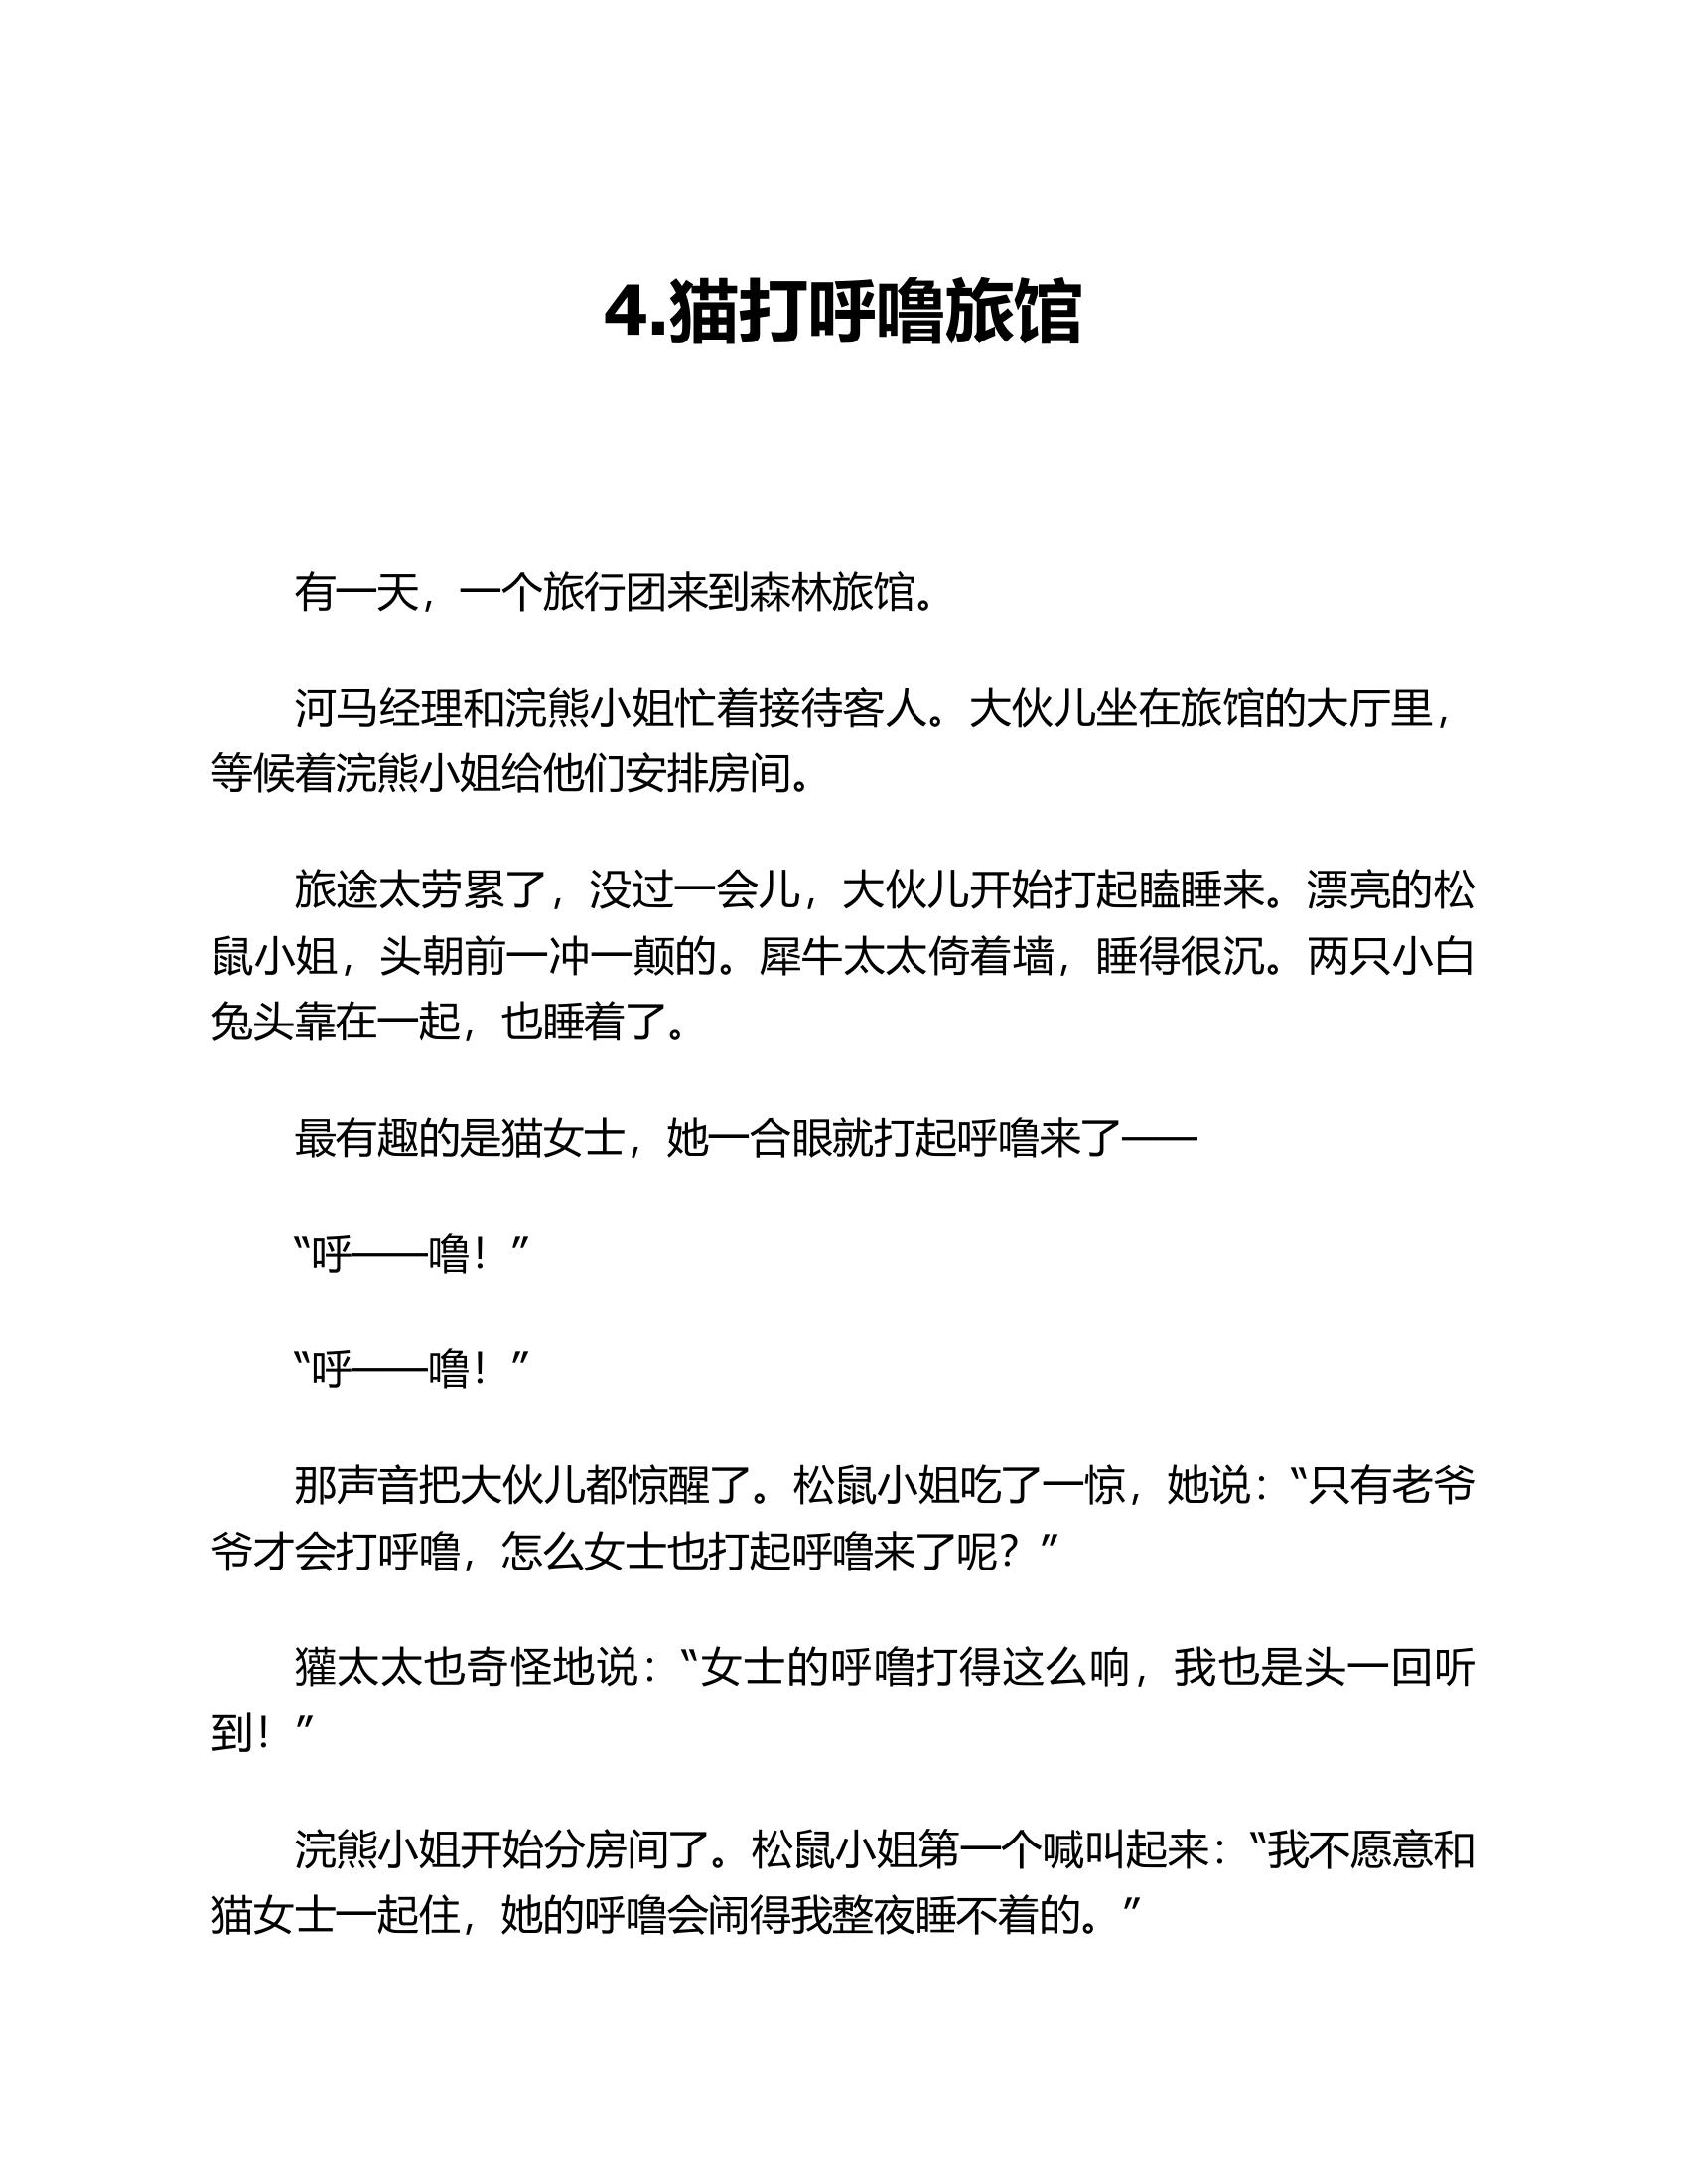 4.猫打呼噜旅馆
有一天，一个旅行团来到森林旅馆。
河马经理和浣熊小姐忙着接待客人。大伙儿坐在旅馆的大厅里，
等候着浣熊小姐给他们安排房间。
旅途太劳累了，没过一会儿，大伙儿开始打起瞌睡来。漂亮的松
鼠小姐，头朝前一冲一颠的。犀牛太太倚着墙，睡得很沉。两只小白
兔头靠在一起，也睡着了。
最有趣的是猫女士，她一合眼就打起呼噜来了——
“呼——噜！”
“呼——噜！”
那声音把大伙儿都惊醒了。松鼠小姐吃了一惊，她说：“只有老爷
爷才会打呼噜，怎么女士也打起呼噜来了呢？”
獾太太也奇怪地说：“女士的呼噜打得这么响，我也是头一回听
到！”
浣熊小姐开始分房间了。松鼠小姐第一个喊叫起来：“我不愿意和
猫女士一起住，她的呼噜会闹得我整夜睡不着的。”